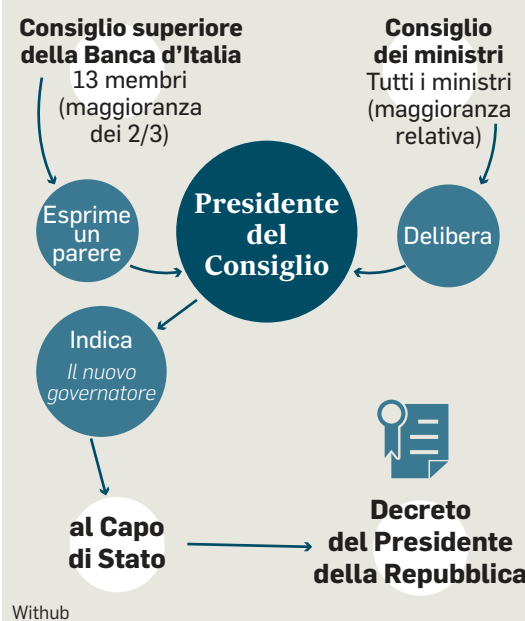 Consiglio superiore
della Banca d'Italia
13 membri
(maggioranza
dei 2/3)
Consiglio
dei ministri
Tutti i ministri
(maggioranza
relativa)
Esprime
un
parere
Presidente
del
Consiglio
Delibera
Indica
Il nuovo
governatore
al Capo
di Stato
Decreto
del Presidente
della Repubblica
Withub